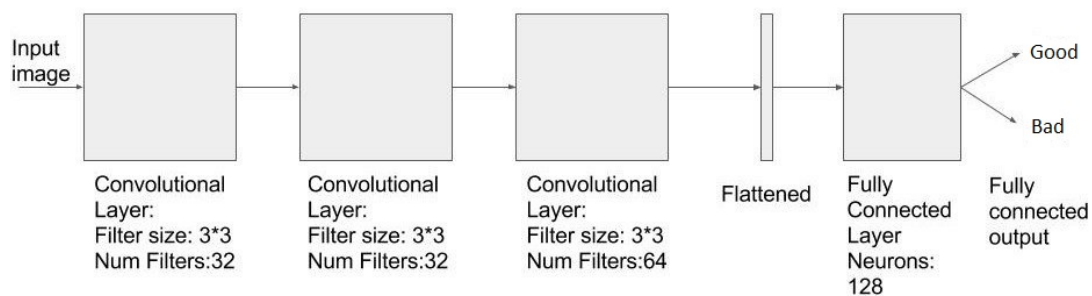 Input
image
Good
Bad
Convolutional
Layer:
Filter size: 3*3
Num Filters:32
Convolutional
Layer:
Filter size: 3*3
Num Filters:32
Convolutional
Layer:
Filter size: 3*3
Num Filters:64
Flattened
Fully
Connected
Layer
Neurons:
128
Fully
connected
output